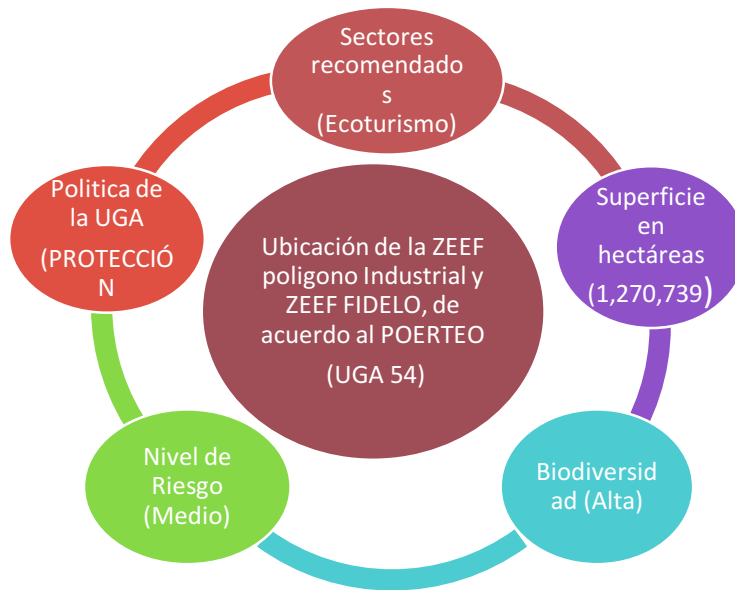 Sectores
recomendado
s
(Ecoturismo)
Politica de
la UGA
(PROTECCIÓ
N
Superficie
en
hectáreas
(1,270,739)
Ubicación de la ZEEF
poligono Industrial y
ZEEF FIDELO, de
acuerdo al POERTEO
(UGA 54)
Nivel de
Riesgo
(Medio)
Biodiversid
ad (Alta)